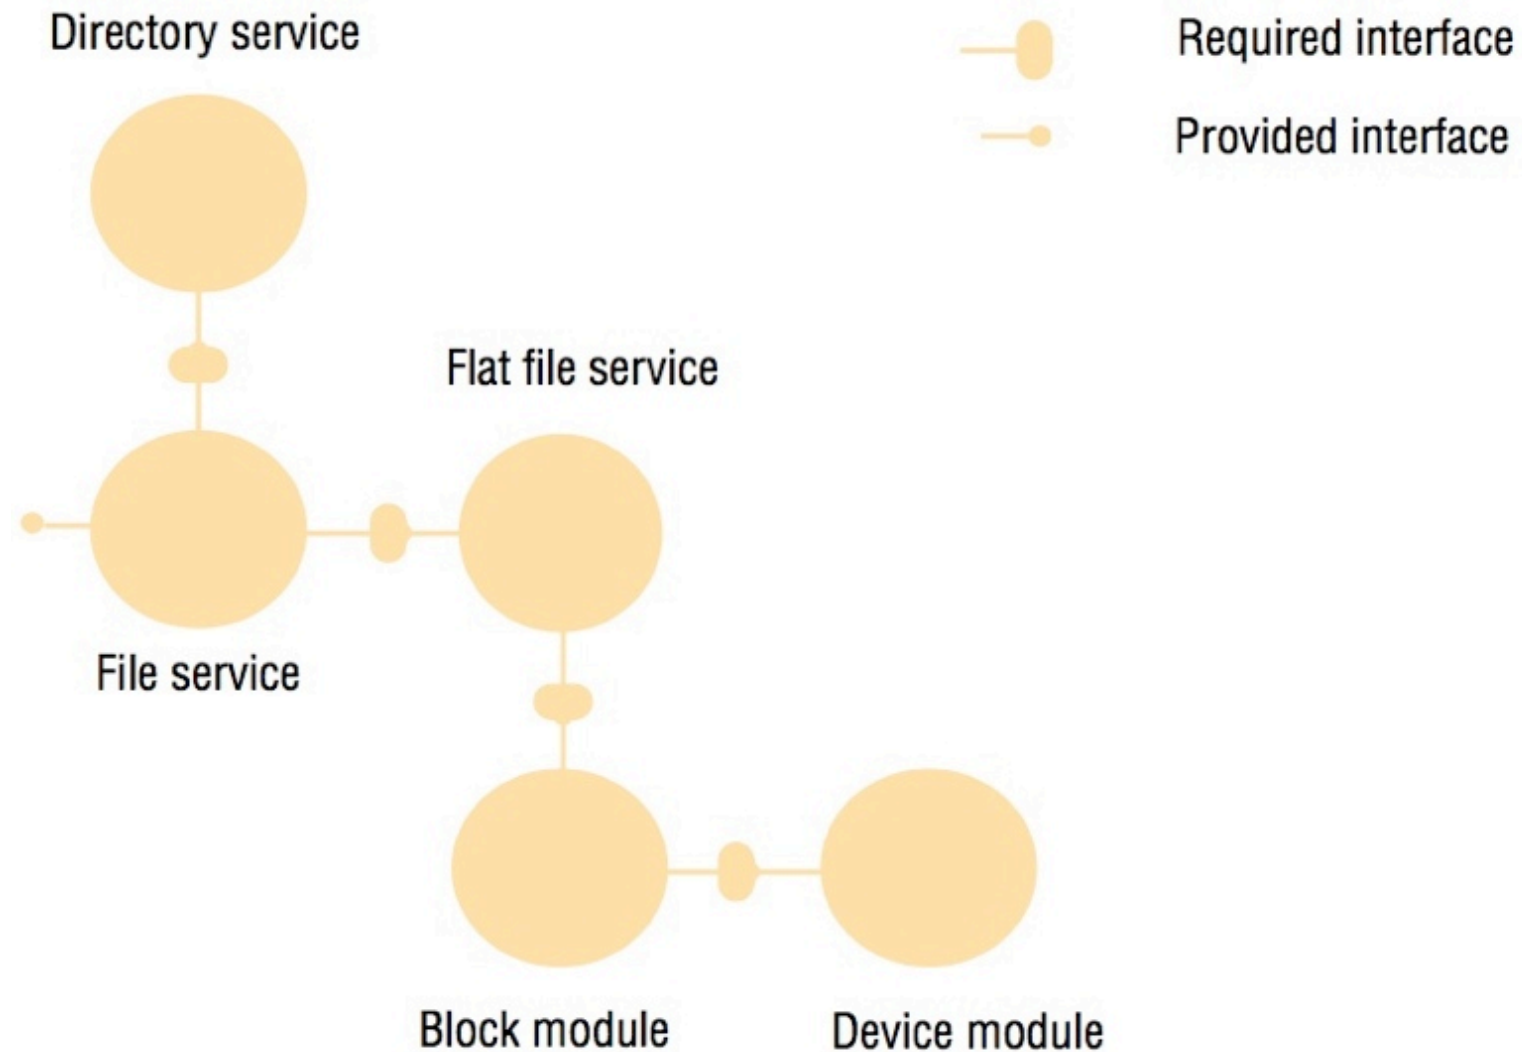 Directory service
Required interface
Provided interface
Flat file service
File service
Block module
Device module